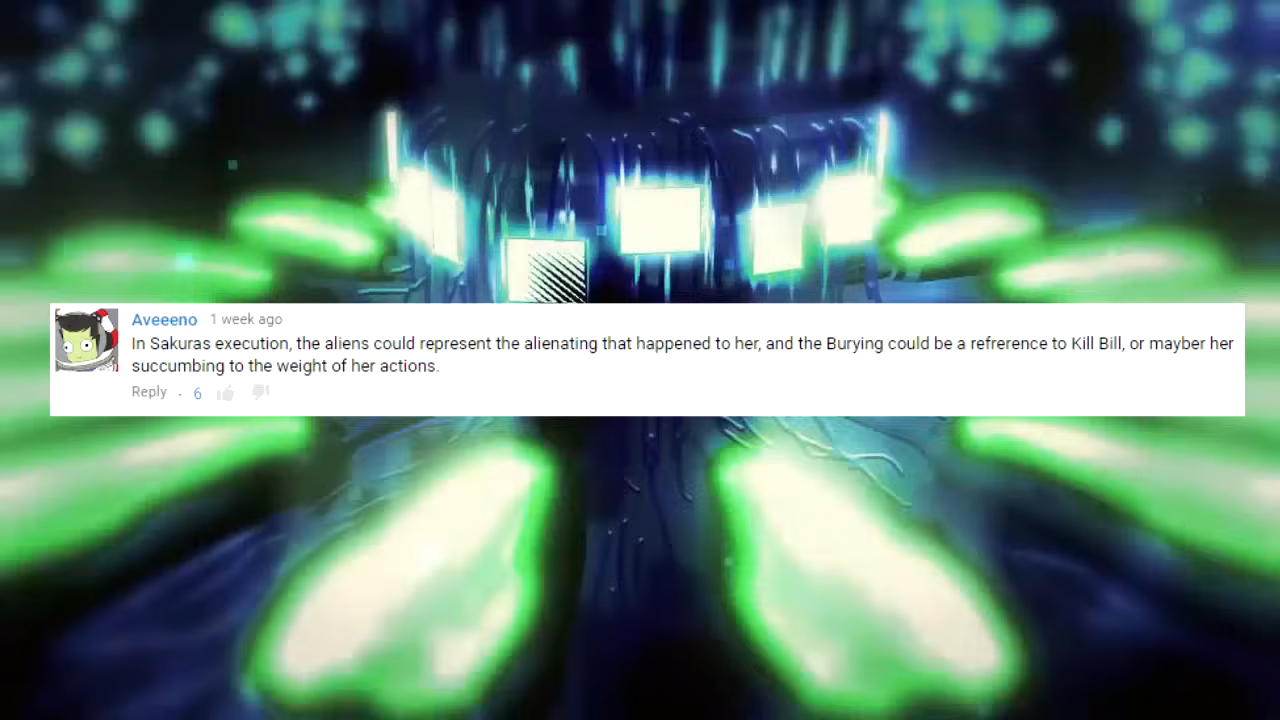 Aveeeno 1 week ago
In Sakuras execution, the aliens could represent the alienating that happened to her, and the Burying could be a refrerence to Kill Bill, or mayber her
succumbing to the weight of her actions.
Reply . 6